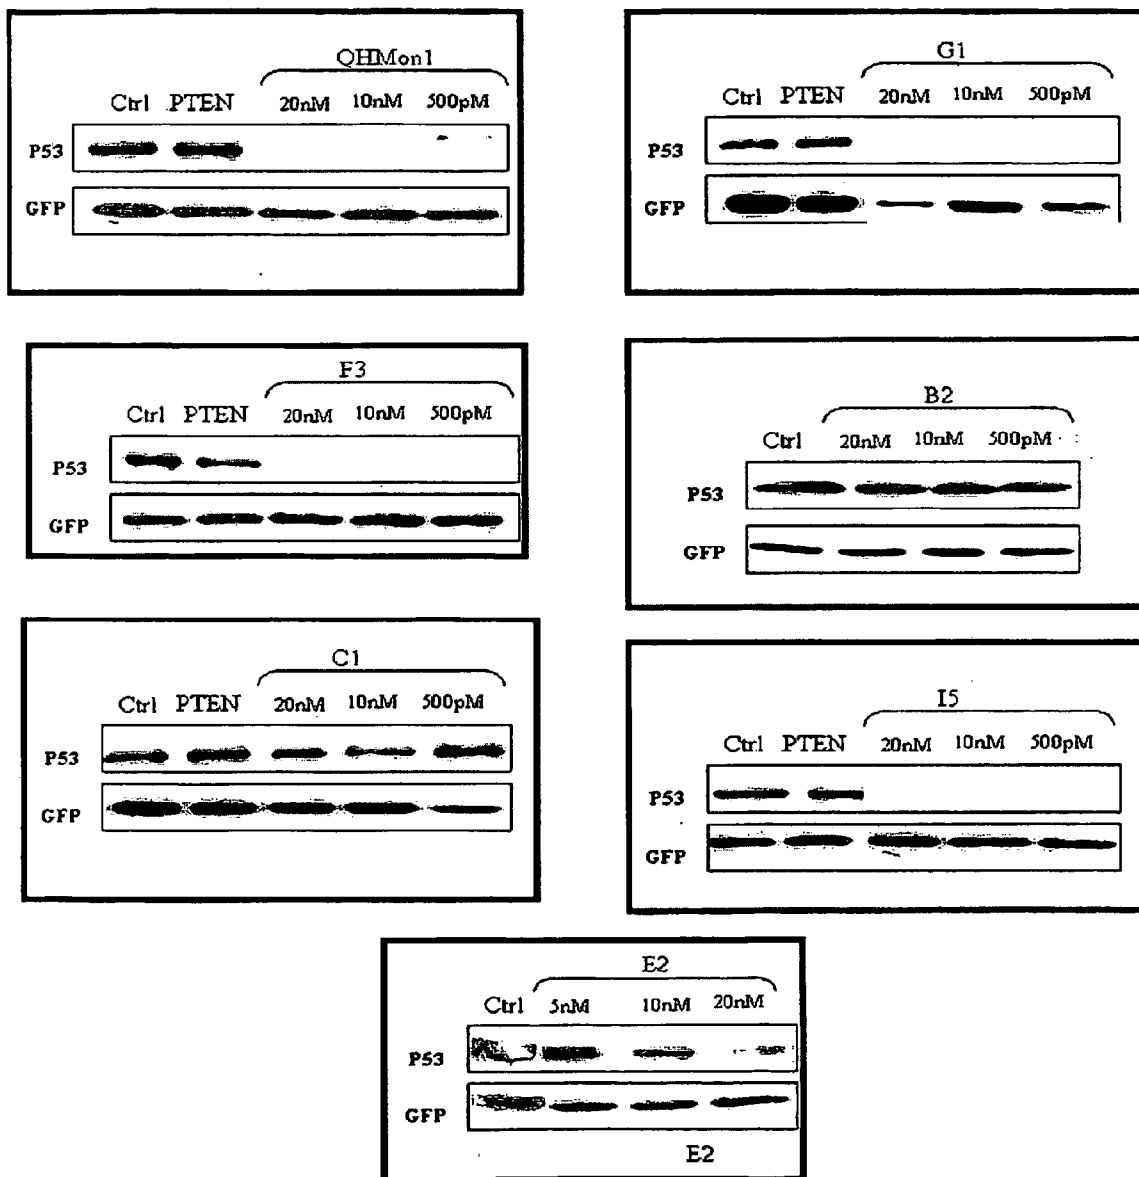 QHMon1
Ctrl PTEN 20nM 10nM 500pM
P53
GFP
G1
Ctrl PTEN 20nM 10nM 500pM
P53
GFP
F3
Ctrl PTEN 20nM 10nM 500pM
P53
GFP
B2
Ctrl 20nM 10nM 500pM
P53
GFP
C1
Ctrl PTEN 20nM 10nM 500pM
P53
GFP
I5
Ctrl PTEN 20nM 10nM 500pM
P53
GFP
E2
Ctrl 5nM 10nM 20nM
P53
GFP
E2